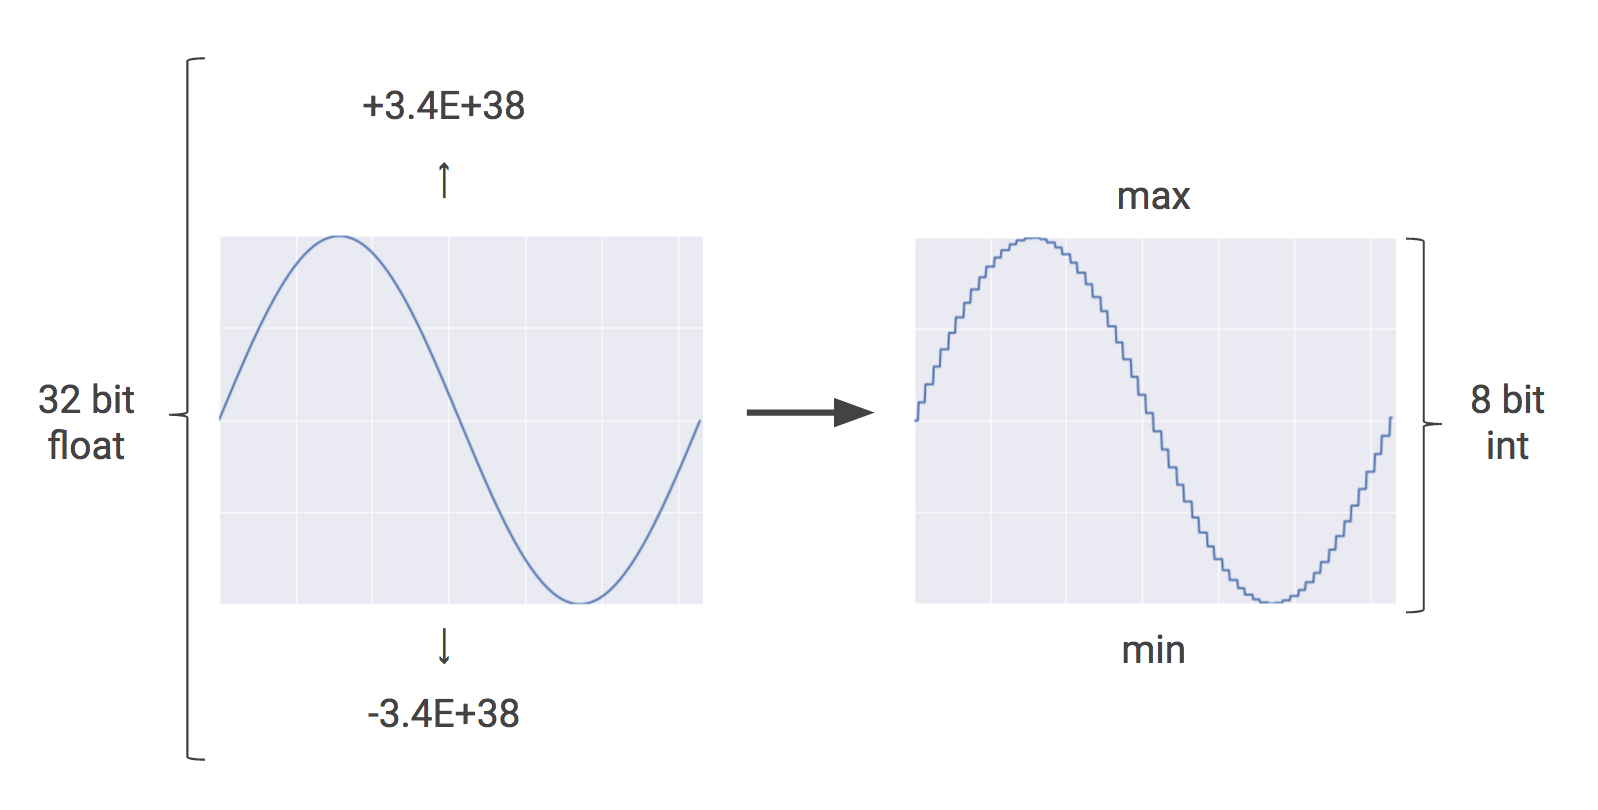 +3.4E+38
↑
32 bit
float
↓
-3.4E+38
max
min
8 bit
int